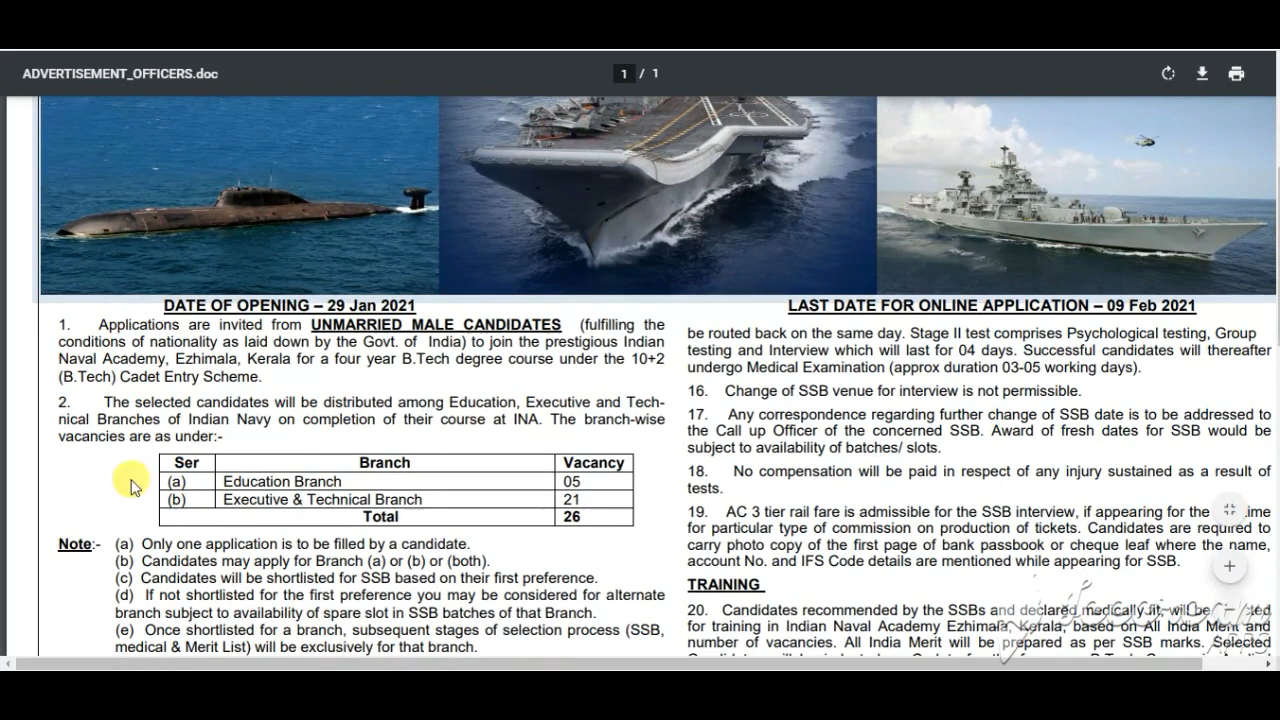 ADVERTISEMENT_OFFICERS.doc
1 / 1
DATE OF OPENING – 29 Jan 2021
1. Applications are invited from UNMARRIED MALE CANDIDATES (fulfilling the
conditions of nationality as laid down by the Govt. of India) to join the prestigious Indian
Naval Academy, Ezhimala, Kerala for a four year B.Tech degree course under the 10+2
(B.Tech) Cadet Entry Scheme.
2. The selected candidates will be distributed among Education, Executive and Tech-
nical Branches of Indian Navy on completion of their course at INA. The branch-wise
vacancies are as under:-
Ser Branch Vacancy
(a) Education Branch 05
(b) Executive & Technical Branch 21
Total 26
Note:- (a) Only one application is to be filled by a candidate.
(b) Candidates may apply for Branch (a) or (b) or (both).
(c) Candidates will be shortlisted for SSB based on their first preference.
(d) If not shortlisted for the first preference you may be considered for alternate
branch subject to availability of spare slot in SSB batches of that Branch.
(e) Once shortlisted for a branch, subsequent stages of selection process (SSB,
medical & Merit List) will be exclusively for that branch.
LAST DATE FOR ONLINE APPLICATION – 09 Feb 2021
be routed back on the same day. Stage II test comprises Psychological testing, Group
testing and Interview which will last for 04 days. Successful candidates will thereafter
undergo Medical Examination (approx duration 03-05 working days).
16. Change of SSB venue for interview is not permissible.
17. Any correspondence regarding further change of SSB date is to be addressed to
the Call up Officer of the concerned SSB. Award of fresh dates for SSB would be
subject to availability of batches/ slots.
18. No compensation will be paid in respect of any injury sustained as a result of
tests.
19. AC 3 tier rail fare is admissible for the SSB interview, if appearing for the
for particular type of commission on production of tickets. Candidates are required to
carry photo copy of the first page of bank passbook or cheque leaf where the name,
account No. and IFS Code details are mentioned while appearing for SSB.
TRAINING
20. Candidates recommended by the SSBs and declared medically fit, will be
for training in Indian Naval Academy Ezhimala, Kerala, based on All India Merit and
number of vacancies. All India Merit will be prepared as per SSB marks. Selected